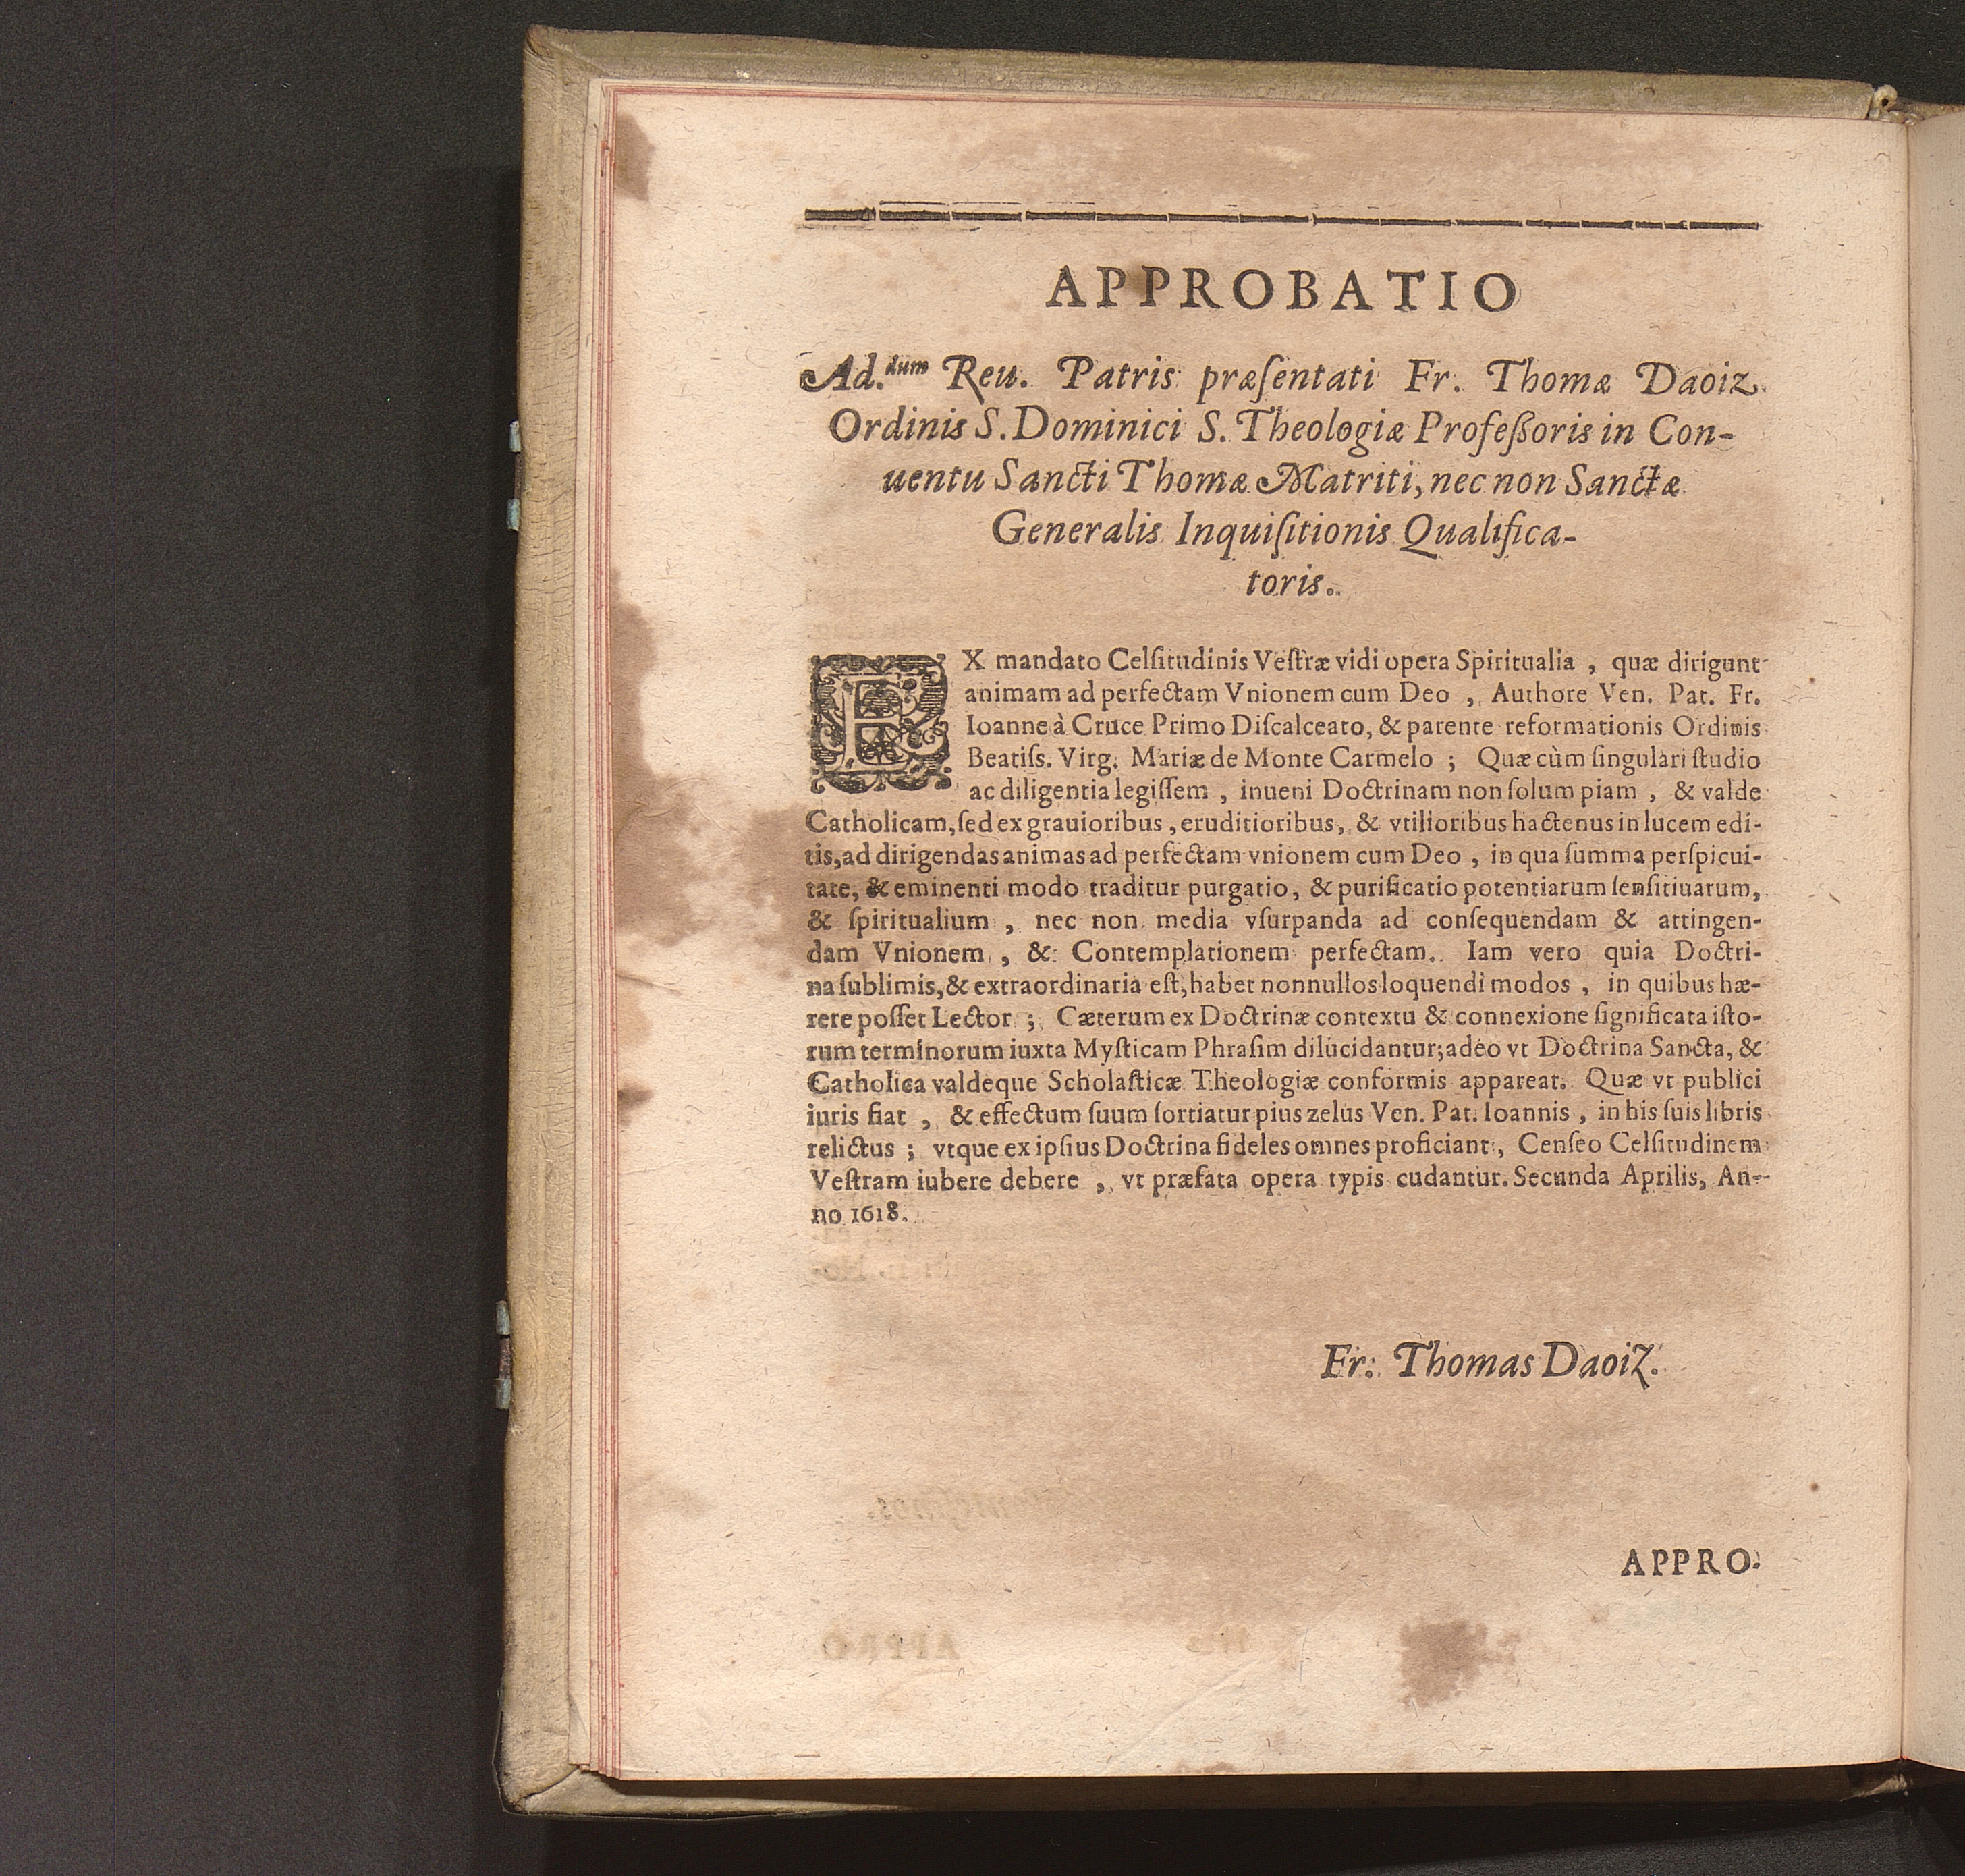 APPROBATIO
Ad.dum Reu. Patris præſentati Fr. Thomæ Daoiz
Ordinis S. Dominici S. Theologiæ Profeßoris in Con-
uentu Sancti Thomæ Matriti, nec non Sanctæ
Generalis Inquiſitionis Qualifica-
toris.
EX mandato Celſitudinis Veſtræ vidi opera Spiritualia , quæ dirigunt
animam ad perfectam Vnionem cum Deo , Authore Ven. Pat. Fr.
Ioanne à Cruce Primo Diſcalceato, & parente reformationis Ordinis
Beatiſs. Virg. Mariæ de Monte Carmelo ; Quæ cùm ſingulari ſtudio
ac diligentia legiſſem , inueni Doctrinam non ſolum piam , & valde
Catholicam, ſed ex grauioribus , eruditioribus, & vtilioribus hactenus in lucem edi-
tis, ad dirigendas animas ad perfectam vnionem cum Deo , in qua ſumma perſpicui-
tate, & eminenti modo traditur purgatio, & purificatio potentiarum ſenſitiuarum,
& ſpiritualium , nec non media vſurpanda ad conſequendam & attingen-
dam Vnionem , & Contemplationem perfectam. Iam vero quia Doctri-
na ſublimis, & extraordinaria eſt, habet nonnullos loquendi modos , in quibus hæ-
rere poſſet Lector ; Cæterum ex Doctrinæ contextu & connexione ſignificata iſto-
rum terminorum iuxta Myſticam Phraſim dilucidantur; adeo vt Doctrina Sancta, &
Catholica valdeque Scholaſticæ Theologiæ conformis appareat. Quæ vt publici
iuris fiat , & effectum ſuum ſortiatur pius zelus Ven. Pat. Ioannis , in his ſuis libris
relictus ; vtque ex ipſius Doctrina fideles omnes proficiant , Cenſeo Celſitudinem
Veſtram iubere debere , vt præfata opera typis cudantur. Secunda Aprilis, An-
no 1618.
Fr. Thomas Daoiz.
APPRO-